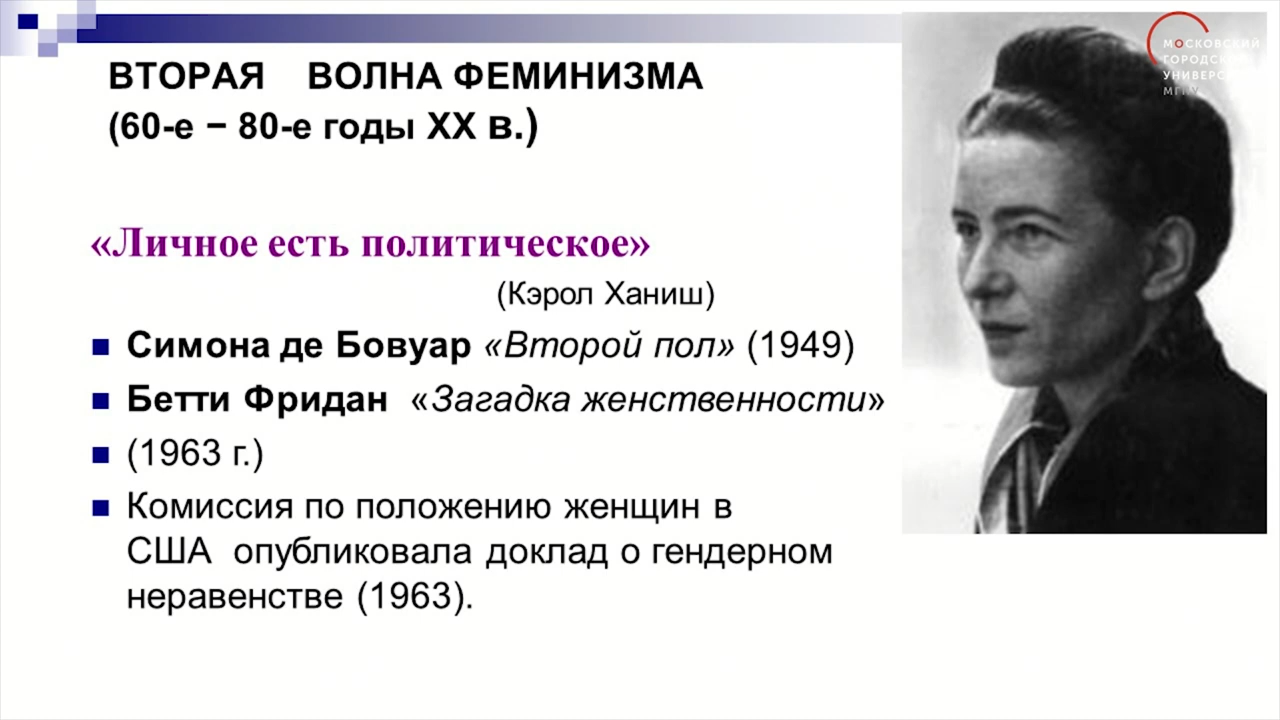 ВТОРАЯ ВОЛНА ФЕМИНИЗМА
(60-е – 80-е годы XX в.)
«Личное есть политическое»
(Кэрол Ханиш)
Симона де Бовуар «Второй пол» (1949)
Бетти Фридан «Загадка женственности»
(1963 г.)
Комиссия по положению женщин в
США опубликовала доклад о гендерном
неравенстве (1963).
МОСКОВСКИЙ